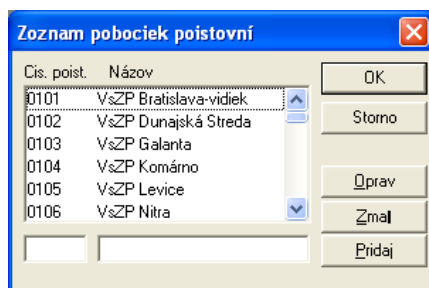 Zoznam pobociek poistovní
Cis. poist. Názov
0101 VsZP Bratislava-vidiek
0102 VsZP Dunajská Streda
0103 VsZP Galanta
0104 VsZP Komárno
0105 VsZP Levice
0106 VsZP Nitra
OK
Storno
Oprav
Zmaž
Pridaj